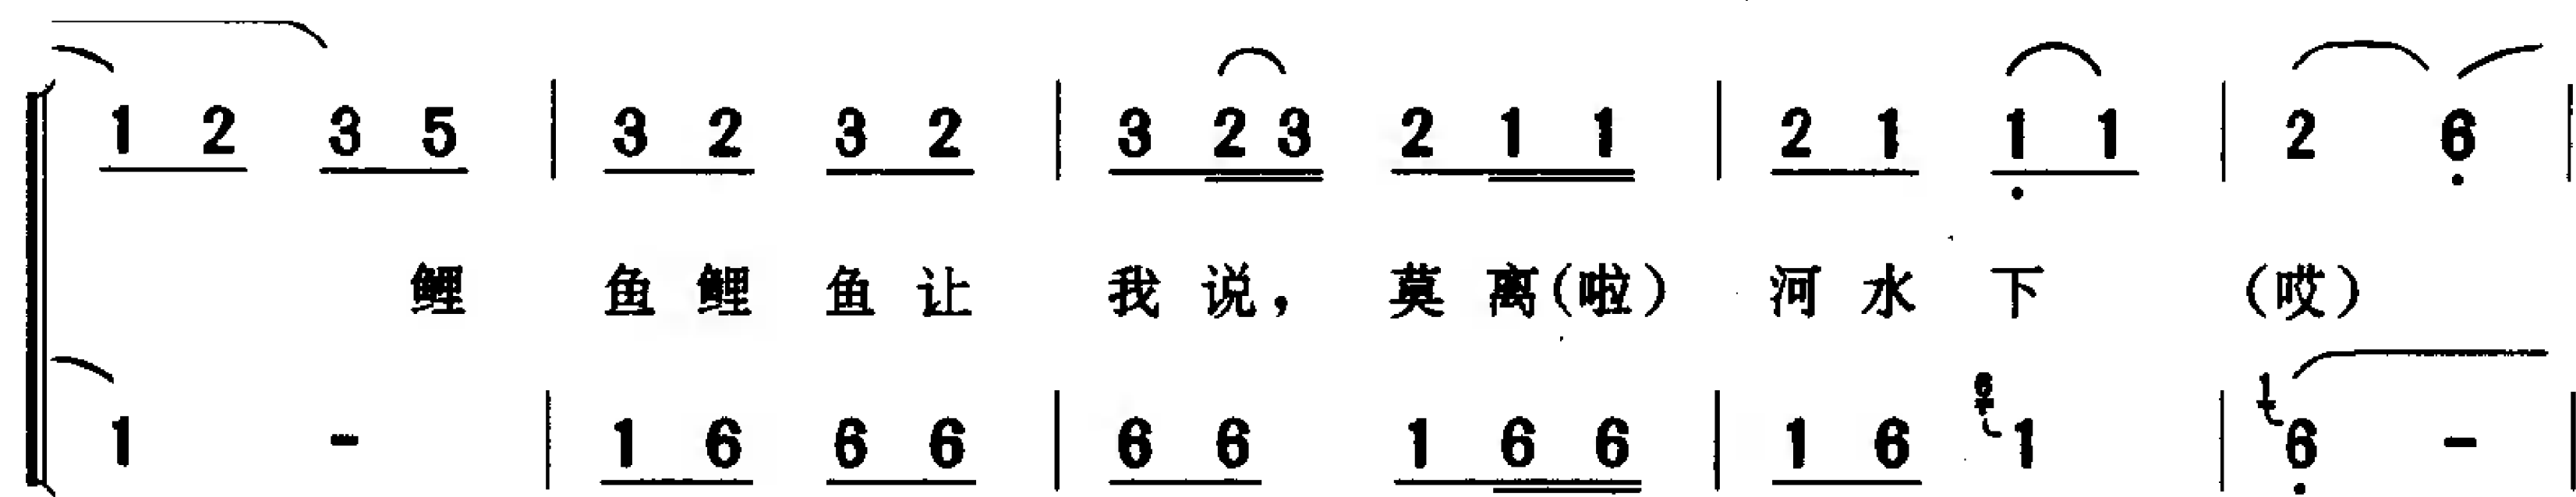 1 2 3 5 | 3 2 3 2 | 3 2 3 2 1 1 | 2 1 1 1 | 2 6 |
鲤 鱼 鲤 鱼 让 我 说， 莫 离(啦) 河 水 下 (哎)
1 - | 1 6 6 6 | 6 6 1 6 6 | 1 6 6 1 | 1 6 - |